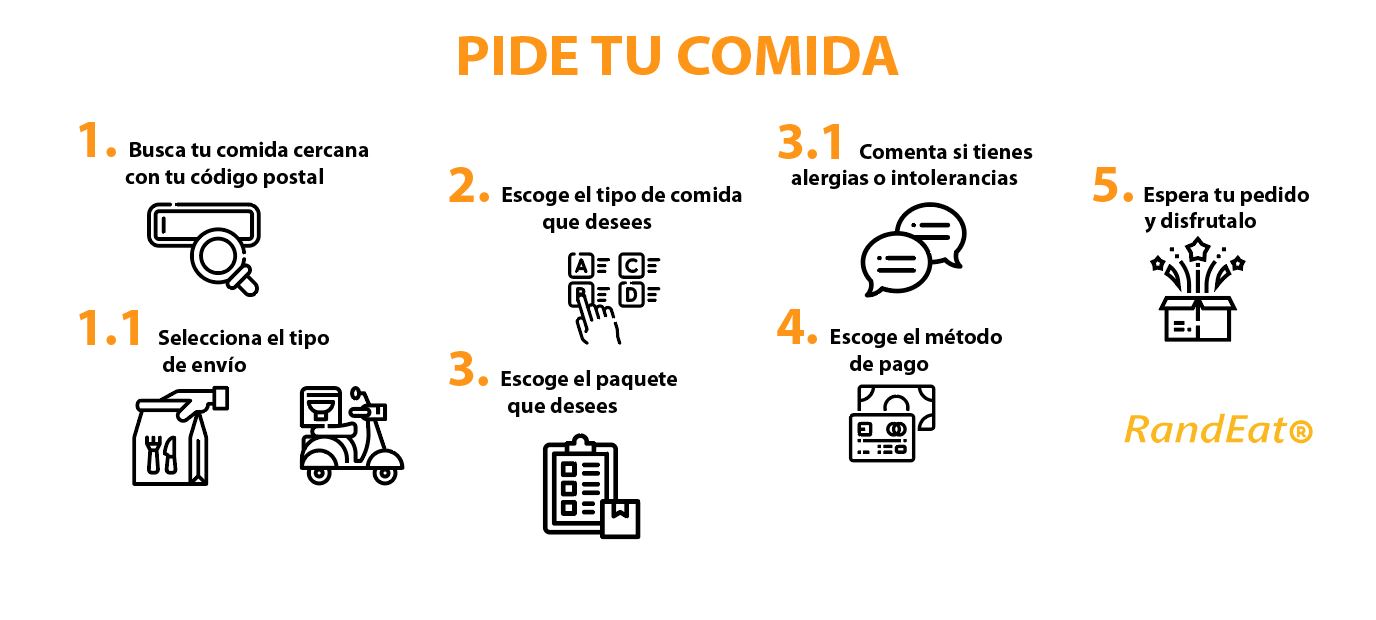 PIDE TU COMIDA
1. Busca tu comida cercana
con tu código postal
1.1 Selecciona el tipo
de envío
2. Escoge el tipo de comida
que desees
A C
B D
3. Escoge el paquete
que desees
3.1 Comenta si tienes
alergias o intolerancias
4. Escoge el método
de pago
5. Espera tu pedido
y disfrutalo
RandEat®